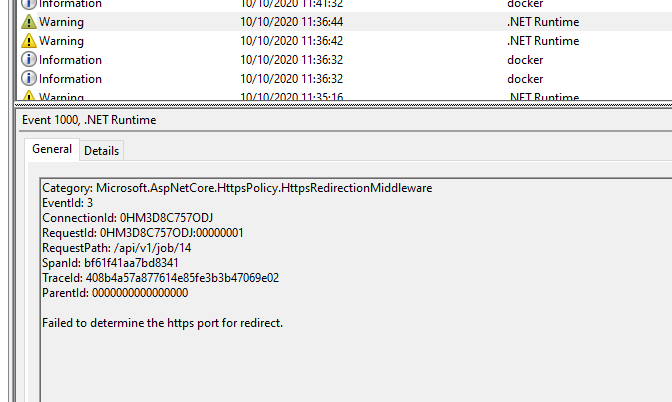 Information 10/10/2020 11:41:32 docker
Warning 10/10/2020 11:36:44 .NET Runtime
Warning 10/10/2020 11:36:42 .NET Runtime
Information 10/10/2020 11:36:32 docker
Information 10/10/2020 11:36:32 docker
Warning 10/10/2020 11:35:16 .NET Runtime
Event 1000, .NET Runtime
General Details
Category: Microsoft.AspNetCore.HttpsPolicy.HttpsRedirectionMiddleware
EventId: 3
ConnectionId: 0HM3D8C757ODJ
RequestId: 0HM3D8C757ODJ:00000001
RequestPath: /api/v1/job/14
SpanId: bf61f41aa7bd8341
TraceId: 408b4a57a877614e85fe3b3b47069e02
ParentId: 0000000000000000
Failed to determine the https port for redirect.